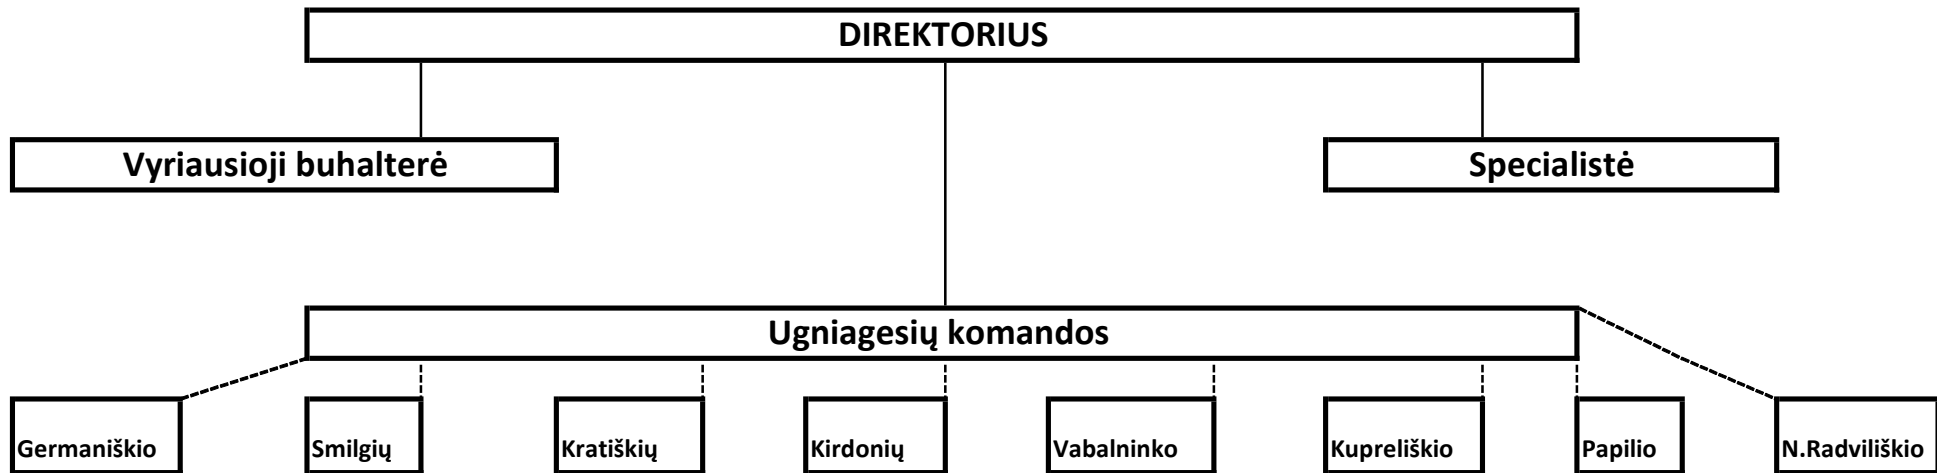 DIREKTORIUS
Vyriausioji buhalterė
Specialistė
Ugniagesių komandos
Germaniškio
Smilgių
Kratiškių
Kirdonių
Vabalninko
Kupreliškio
Papilio
N.Radviliškio